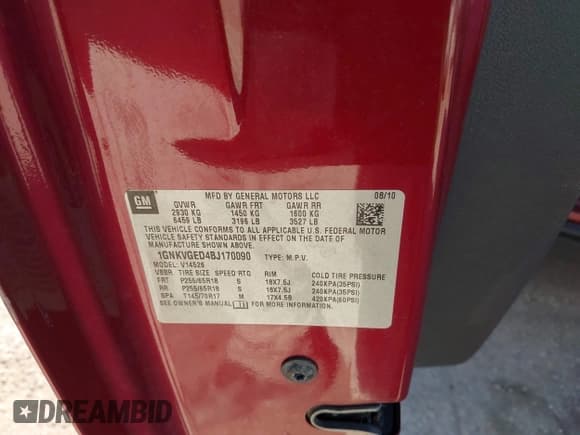 GM
MFD BY GENERAL MOTORS LLC 08/10
GVWR GAWR FRT GAWR RR
2930 KG 1450 KG 1600 KG
6459 LB 3196 LB 3527 LB
THIS VEHICLE CONFORMS TO ALL APPLICABLE U.S. FEDERAL MOTOR
VEHICLE SAFETY STANDARDS IN EFFECT ON THE DATE OF
MANUFACTURE SHOWN ABOVE.
1GNKVGED4BJ170090 TYPE: M.P.V.
MODEL: V14526
TIRE SIZE SPEED RTG RIM COLD TIRE PRESSURE
FRT P255/65R18 S 18X7.5J 240KPA(35PSI)
RR P255/65R18 S 18X7.5J 240KPA(35PSI)
SPA T145/70R17 M 17X4.5B 420KPA(60PSI)
SEE OWNER'S MANUAL FOR ADDITIONAL INFORMATION.
DREAMBID